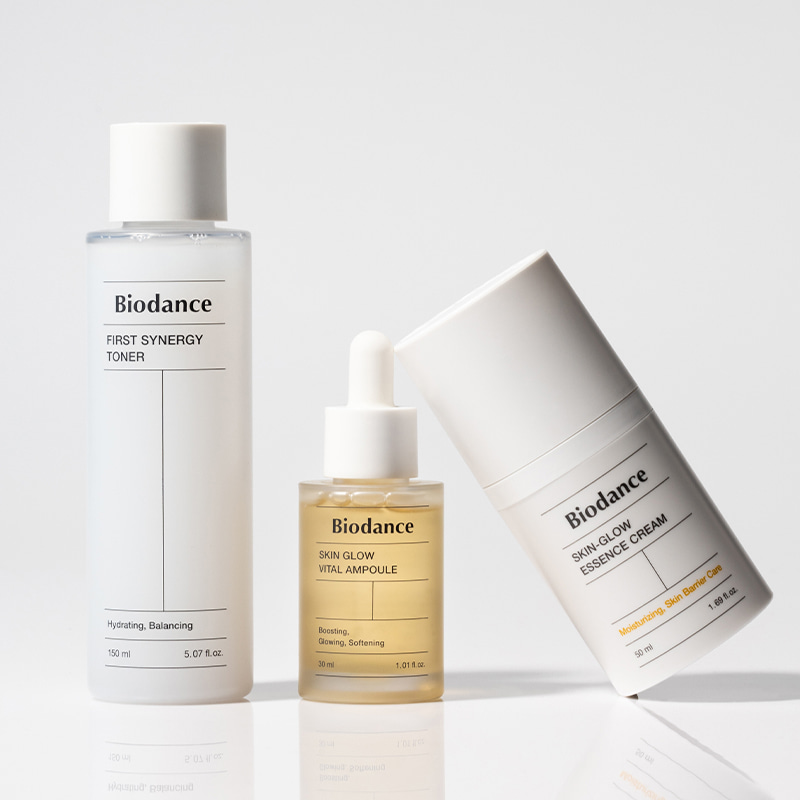 Biodance
FIRST SYNERGY
TONER
Hydrating, Balancing
150 ml 5.07 fl.oz.
Biodance
SKIN GLOW
VITAL AMPOULE
Boosting,
Glowing, Softening
30 ml 1.01 fl.oz.
Biodance
SKIN-GLOW
ESSENCE CREAM
Moisturizing, Skin Barrier Care
50 ml 1.69 fl.oz.